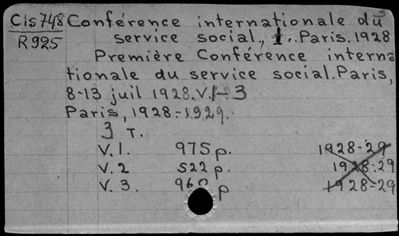 Cls748 Conférence internationale du
R925 service social, 1. Paris. 1928
Première Conférence interna
tionale du service social. Paris,
8-13 juil 1928. V. 1-3
Paris, 1928-1929.
3 T.
V. 1. 975 p. 1928-29
V. 2 522 p. 1928-29
V. 3. 960 p 1928-29